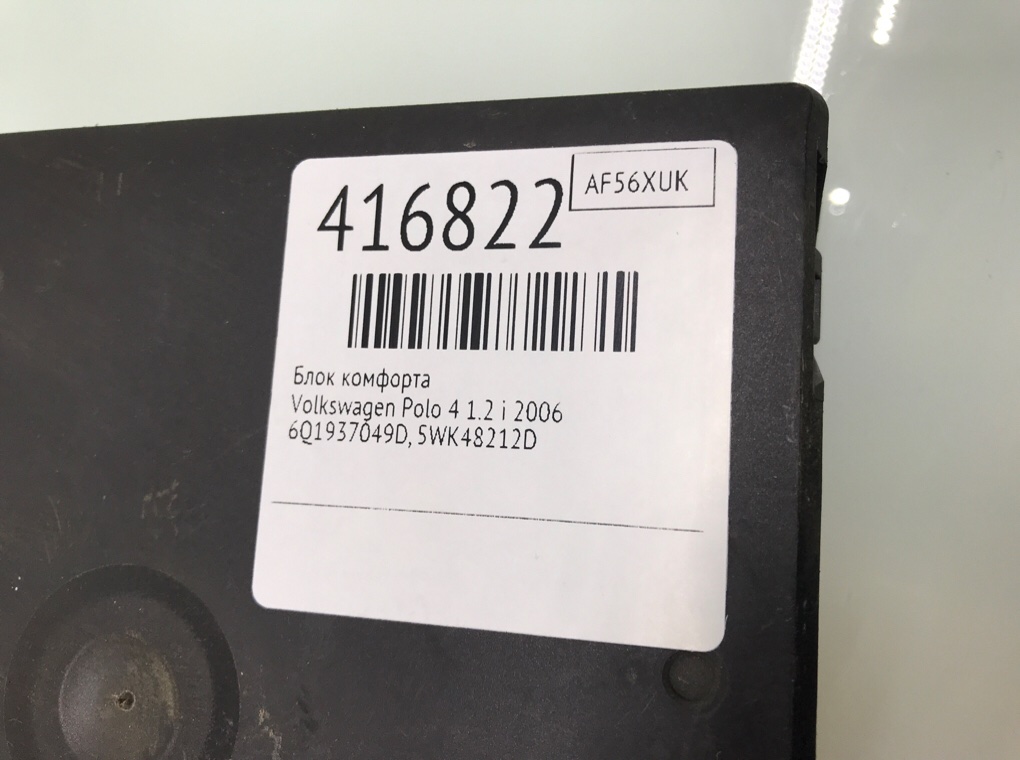 416822
AF56XUK
Блок комфорта
Volkswagen Polo 4 1.2 i 2006
6Q1937049D, 5WK48212D